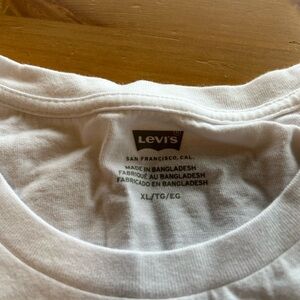 Levi's
SAN FRANCISCO, CAL.
MADE IN BANGLADESH
FABRIQUÉ AU BANGLADESH
FABRICADO EN BANGLADESH
XL/TG/EG